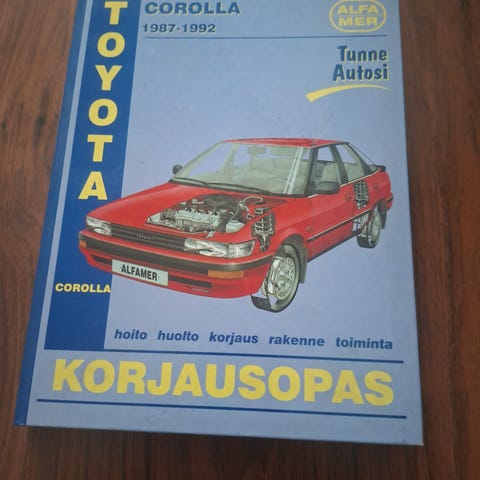 TOYOTA
COROLLA
1987-1992
ALFA
MER
Tunne
Autosi
ALFAMER
COROLLA
hoito huolto korjaus rakenne toiminta
KORJAUSOPAS